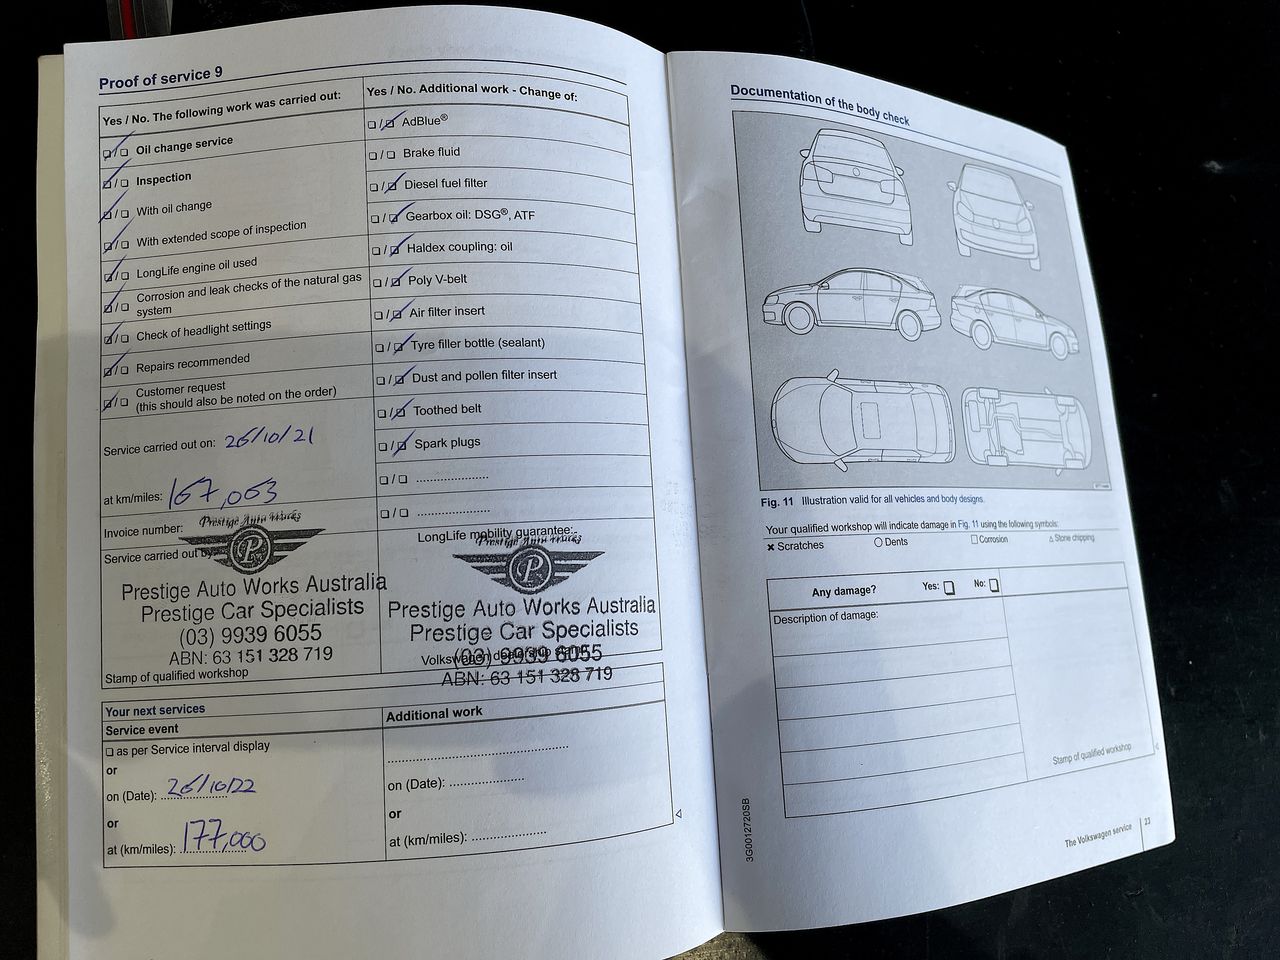 Proof of service 9
Yes / No. The following work was carried out:
❏/❏ Oil change service
❏/❏ Inspection
❏/❏ With oil change
❏/❏ With extended scope of inspection
❏/❏ LongLife engine oil used
❏/❏ Corrosion and leak checks of the natural gas
system
❏/❏ Check of headlight settings
❏/❏ Repairs recommended
❏/❏ Customer request
(this should also be noted on the order)
Service carried out on: 26/10/21
at km/miles: 167,063
Invoice number:
Service carried out by:
Prestige Auto Works
P
Prestige Auto Works Australia
Prestige Car Specialists
(03) 9939 6055
ABN: 63 151 328 719
Stamp of qualified workshop
Yes / No. Additional work - Change of:
❏/❏ AdBlue®
❏/❏ Brake fluid
❏/❏ Diesel fuel filter
❏/❏ Gearbox oil: DSG®, ATF
❏/❏ Haldex coupling: oil
❏/❏ Poly V-belt
❏/❏ Air filter insert
❏/❏ Tyre filler bottle (sealant)
❏/❏ Dust and pollen filter insert
❏/❏ Toothed belt
❏/❏ Spark plugs
❏/❏ ........................
❏/❏ ........................
LongLife mobility guarantee:
Prestige Auto Works
P
Prestige Auto Works Australia
Prestige Car Specialists
(03) 9939 6055
Volkswagen dealership stamp
ABN: 63 151 328 719
Your next services
Service event
❏ as per Service interval display
or
on (Date): 26/10/22
or
at (km/miles): 177,000
Additional work
on (Date): ........................
or
at (km/miles): ........................
Documentation of the body check
Fig. 11 Illustration valid for all vehicles and body designs.
Your qualified workshop will indicate damage in Fig. 11 using the following symbols:
× Scratches ○ Dents □ Corrosion △ Stone chipping
Any damage? Yes: ❏ No: ❏
Description of damage:
Stamp of qualified workshop
3G0012720SB
The Volkswagen service 23